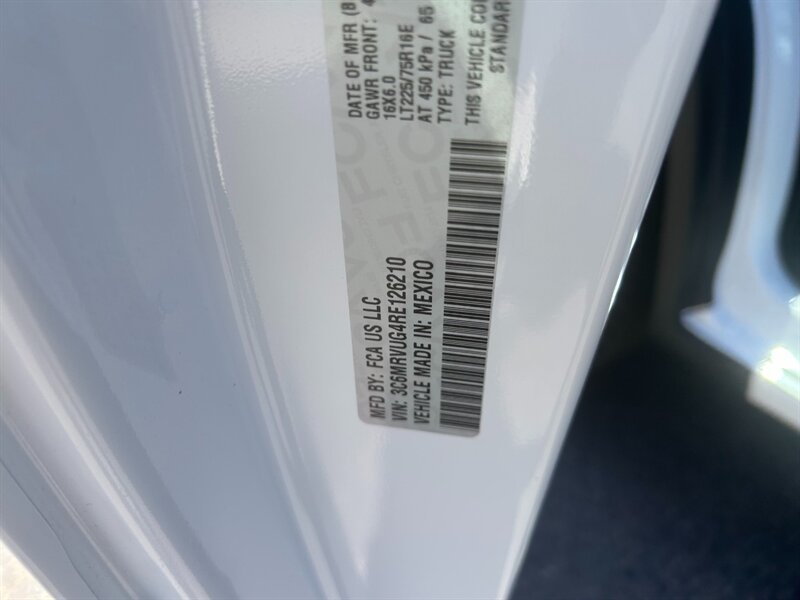 MFD BY: FCA US LLC
VIN: 3C6MRVUG4RE126210
VEHICLE MADE IN: MEXICO
DATE OF MFR (B
GAWR FRONT: 4
16X6.0
LT225/75R16E
AT 450 kPa / 65
TYPE: TRUCK
THIS VEHICLE CO
STANDAR